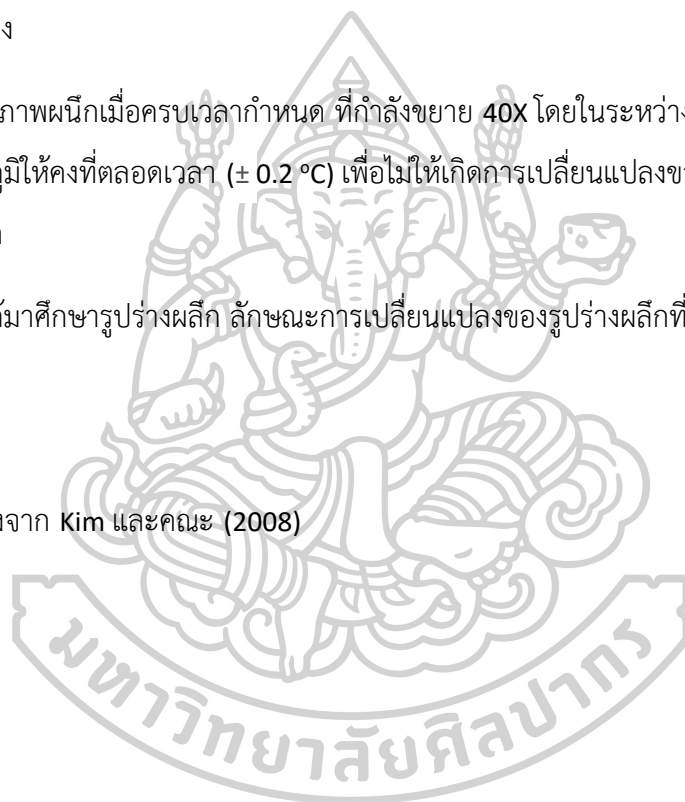 ง
ภาพผนึกเมื่อครบเวลากำหนด ที่กำลังขยาย 40X โดยในระหว่าง
ภูมิให้คงที่ตลอดเวลา (± 0.2 °C) เพื่อไม่ให้เกิดการเปลี่ยนแปลงข
มาศึกษารูปร่างผลึก ลักษณะการเปลี่ยนแปลงของรูปร่างผลึกที่
งจาก Kim และคณะ (2008)
มหาวิทยาลัยศิลปากร